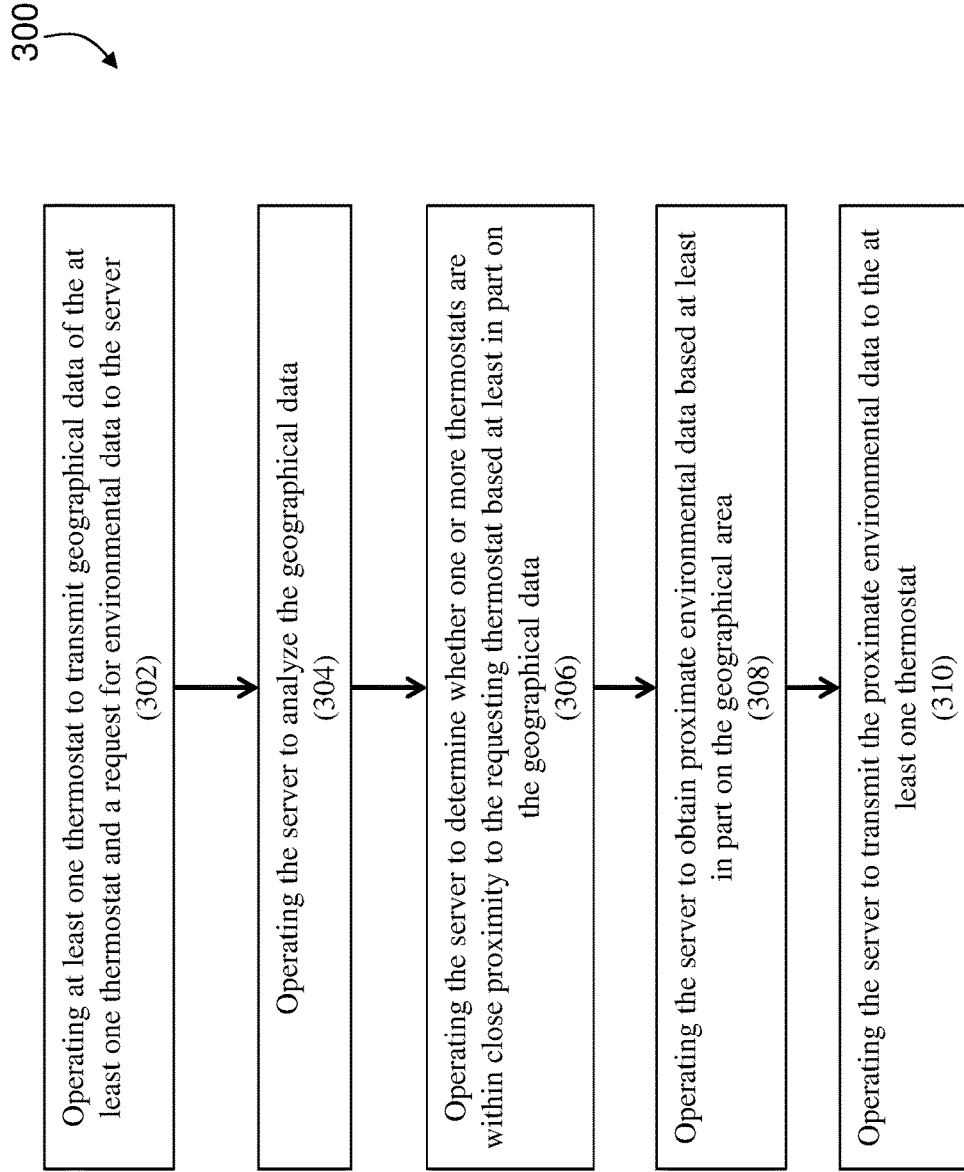 300
Operating at least one thermostat to transmit geographical data of the at
least one thermostat and a request for environmental data to the server
(302)
Operating the server to analyze the geographical data
(304)
Operating the server to determine whether one or more thermostats are
within close proximity to the requesting thermostat based at least in part on
the geographical data
(306)
Operating the server to obtain proximate environmental data based at least
in part on the geographical area
(308)
Operating the server to transmit the proximate environmental data to the at
least one thermostat
(310)